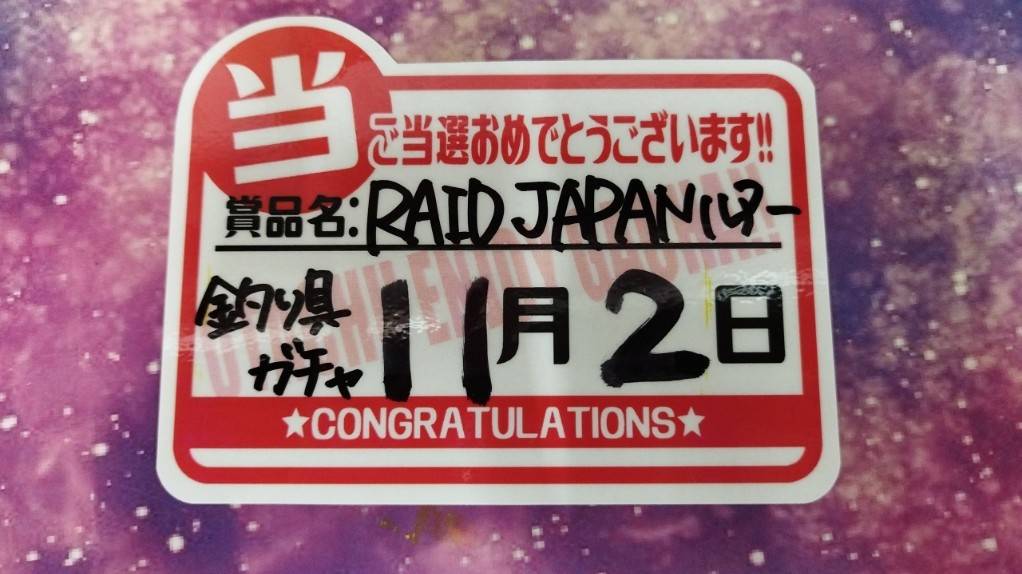 当
ご当選おめでとうございます!!
賞品名:RAID JAPANルアー
釣り具
ガチャ
11月2日
★CONGRATULATIONS★